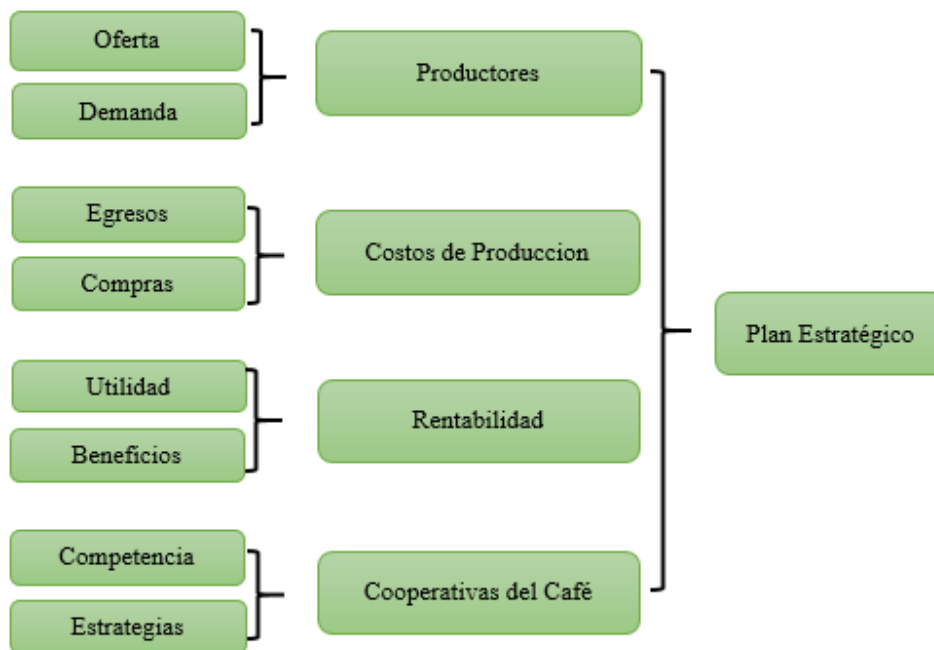 Oferta
Demanda
Productores
Egresos
Compras
Costos de Produccion
Utilidad
Beneficios
Rentabilidad
Competencia
Estrategias
Cooperativas del Café
Plan Estratégico